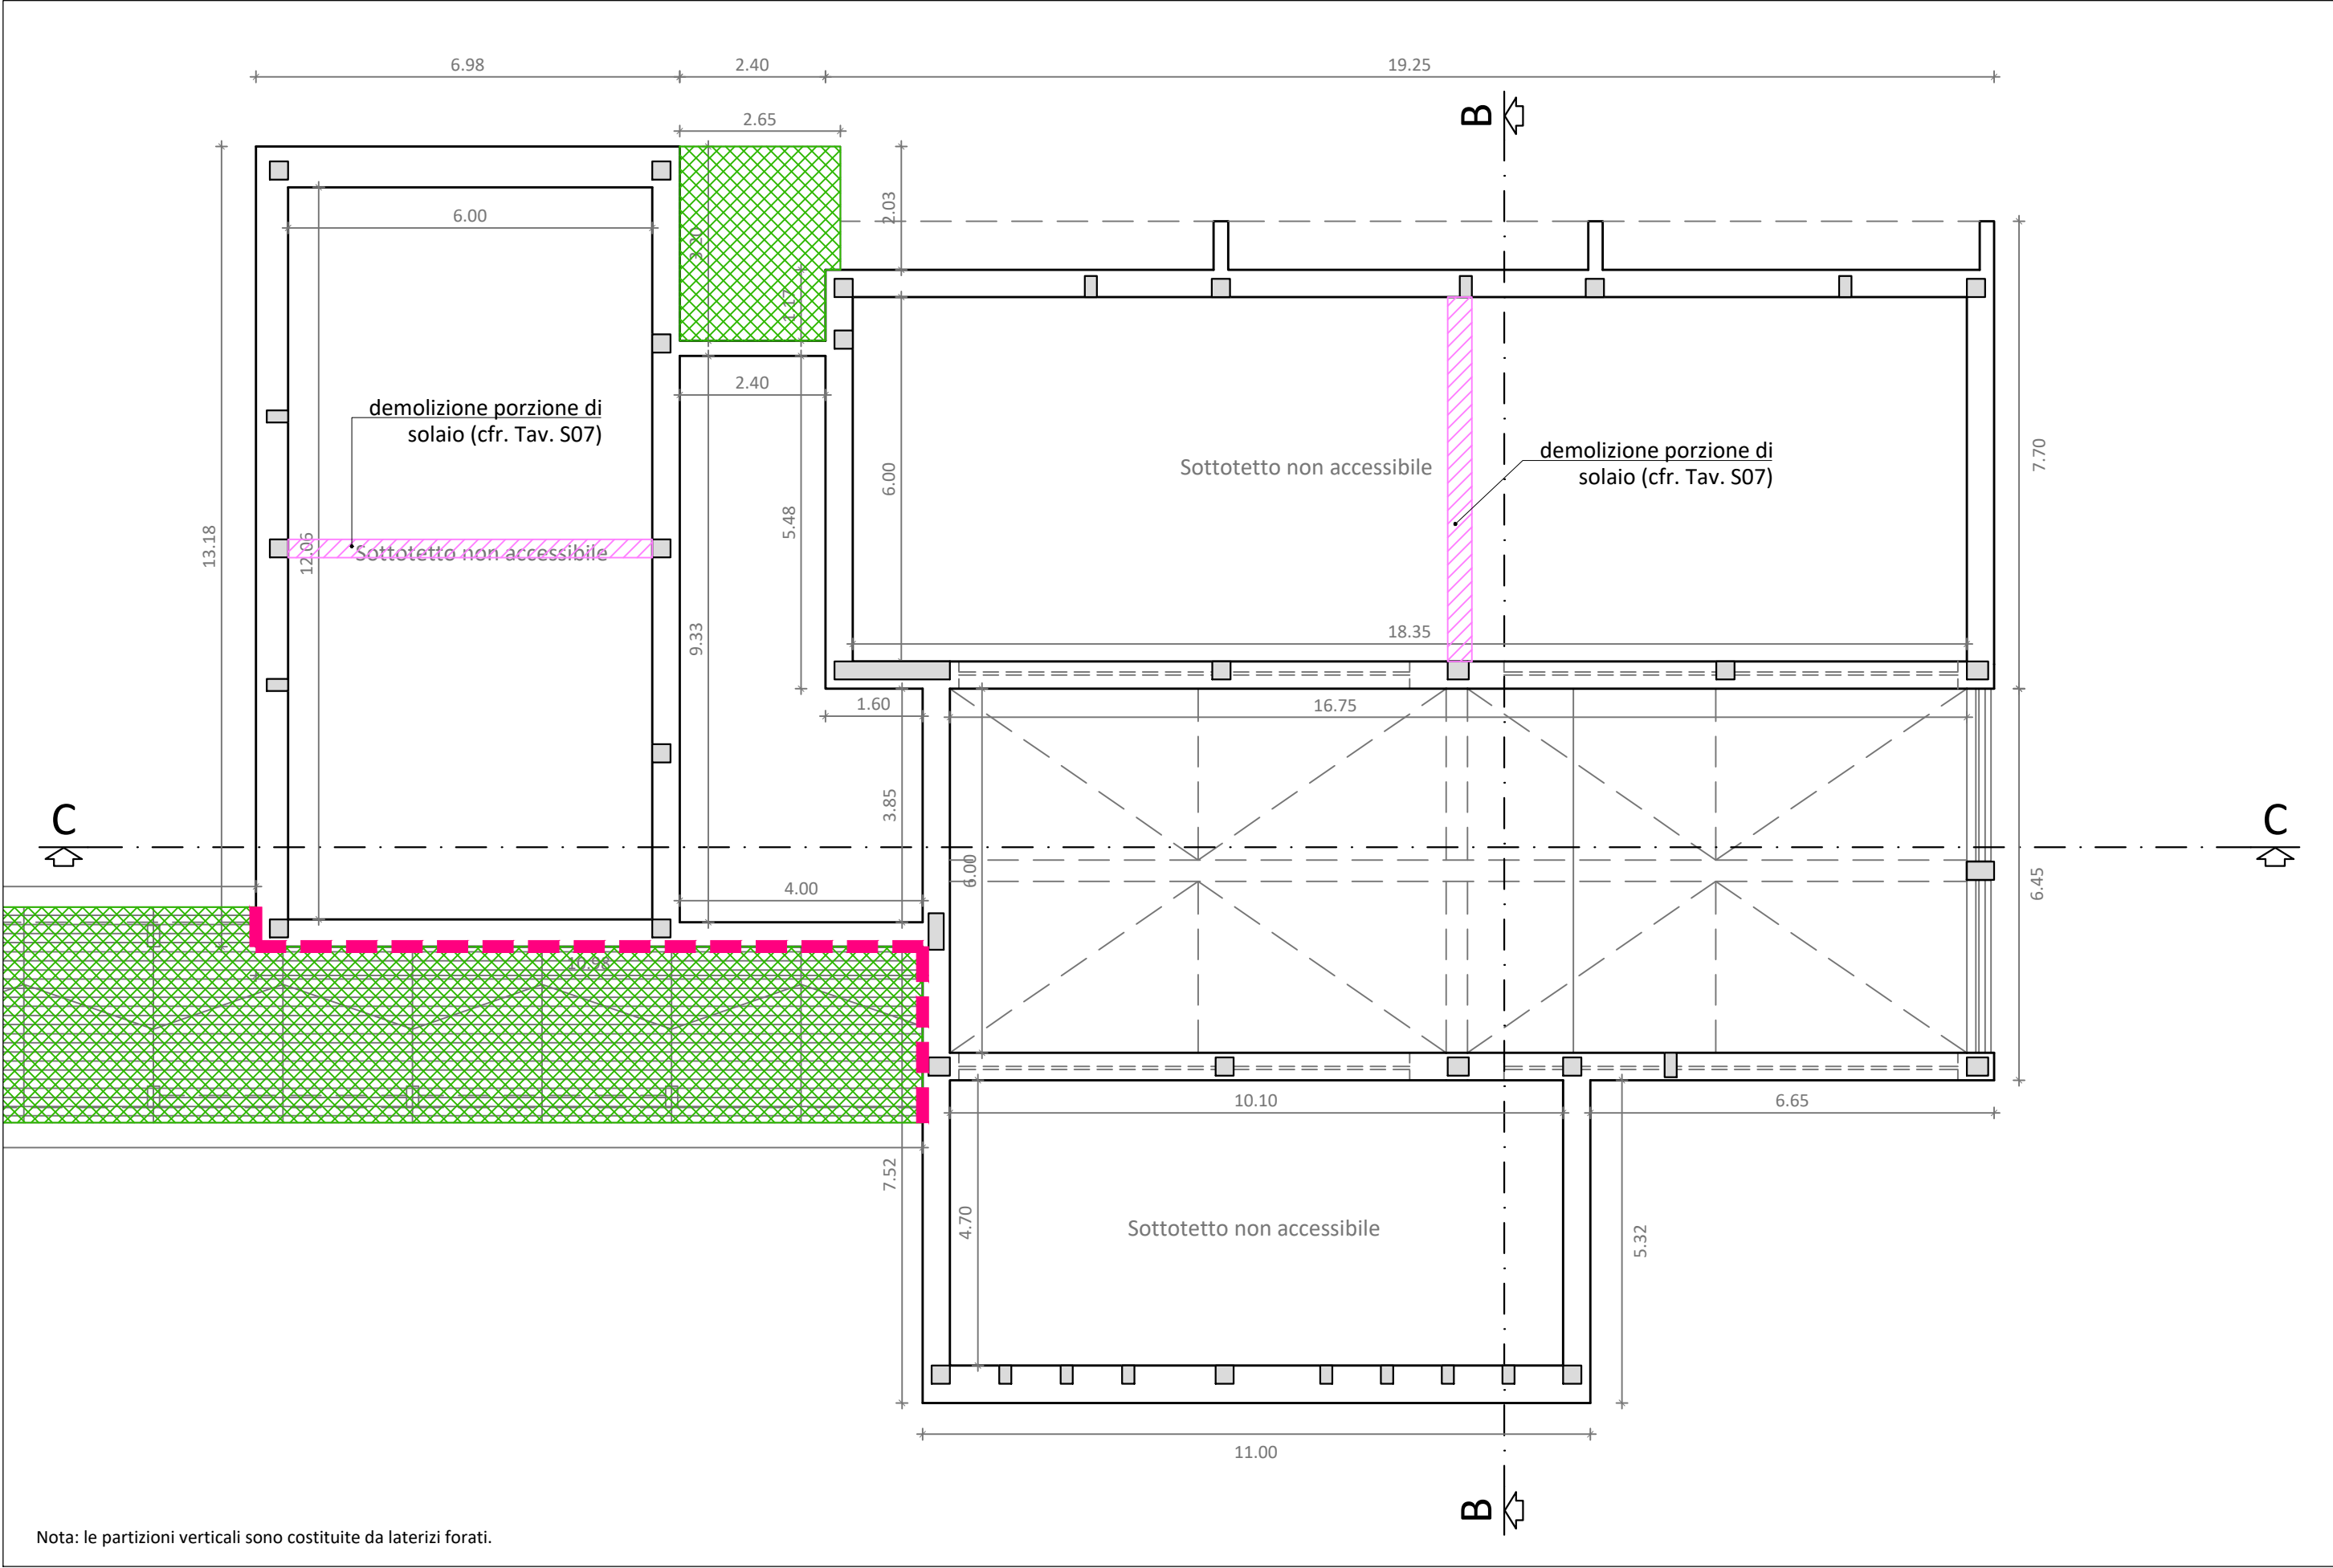 6.98
2.40
19.25
2.65
B
2.03
3.20
6.00
1.17
2.40
demolizione porzione di
solaio (cfr. Tav. S07)
demolizione porzione di
solaio (cfr. Tav. S07)
Sottotetto non accessibile
7.70
6.00
5.48
13.18
12.06
Sottotetto non accessibile
9.33
18.35
1.60
16.75
3.85
C
C
6.00
4.00
6.45
10.98
10.10
6.65
7.52
4.70
Sottotetto non accessibile
5.32
11.00
B
Nota: le partizioni verticali sono costituite da laterizi forati.